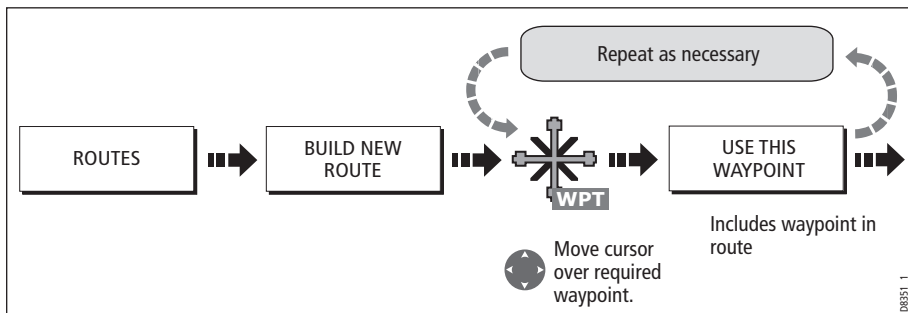 Repeat as necessary
ROUTES
BUILD NEW
ROUTE
WPT
USE THIS
WAYPOINT
Move cursor
over required
waypoint.
Includes waypoint in
route
D8351_1